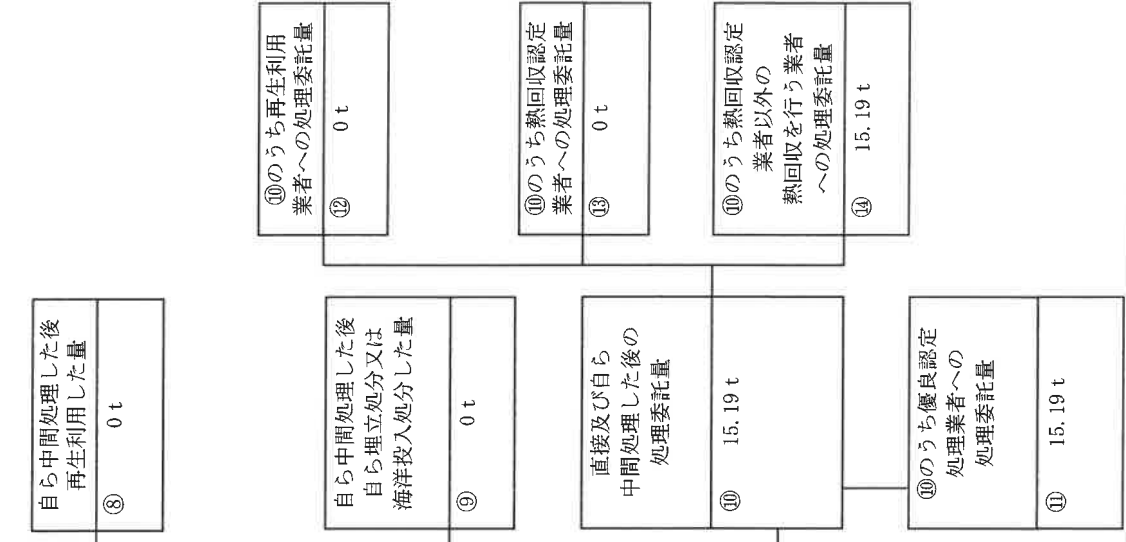 自ら中間処理した後
再生利用した量
⑧ 0 t
自ら中間処理した後
自ら埋立処分又は
海洋投入処分した量
⑨ 0 t
直接及び自ら
中間処理した後の
処理委託量
⑩ 15.19 t
⑩のうち優良認定
処理業者への
処理委託量
⑪ 15.19 t
⑩のうち再生利用
業者への処理委託量
⑫ 0 t
⑩のうち熱回収認定
業者への処理委託量
⑬ 0 t
⑩のうち熱回収認定
業者以外の
熱回収を行う業者
への処理委託量
⑭ 15.19 t